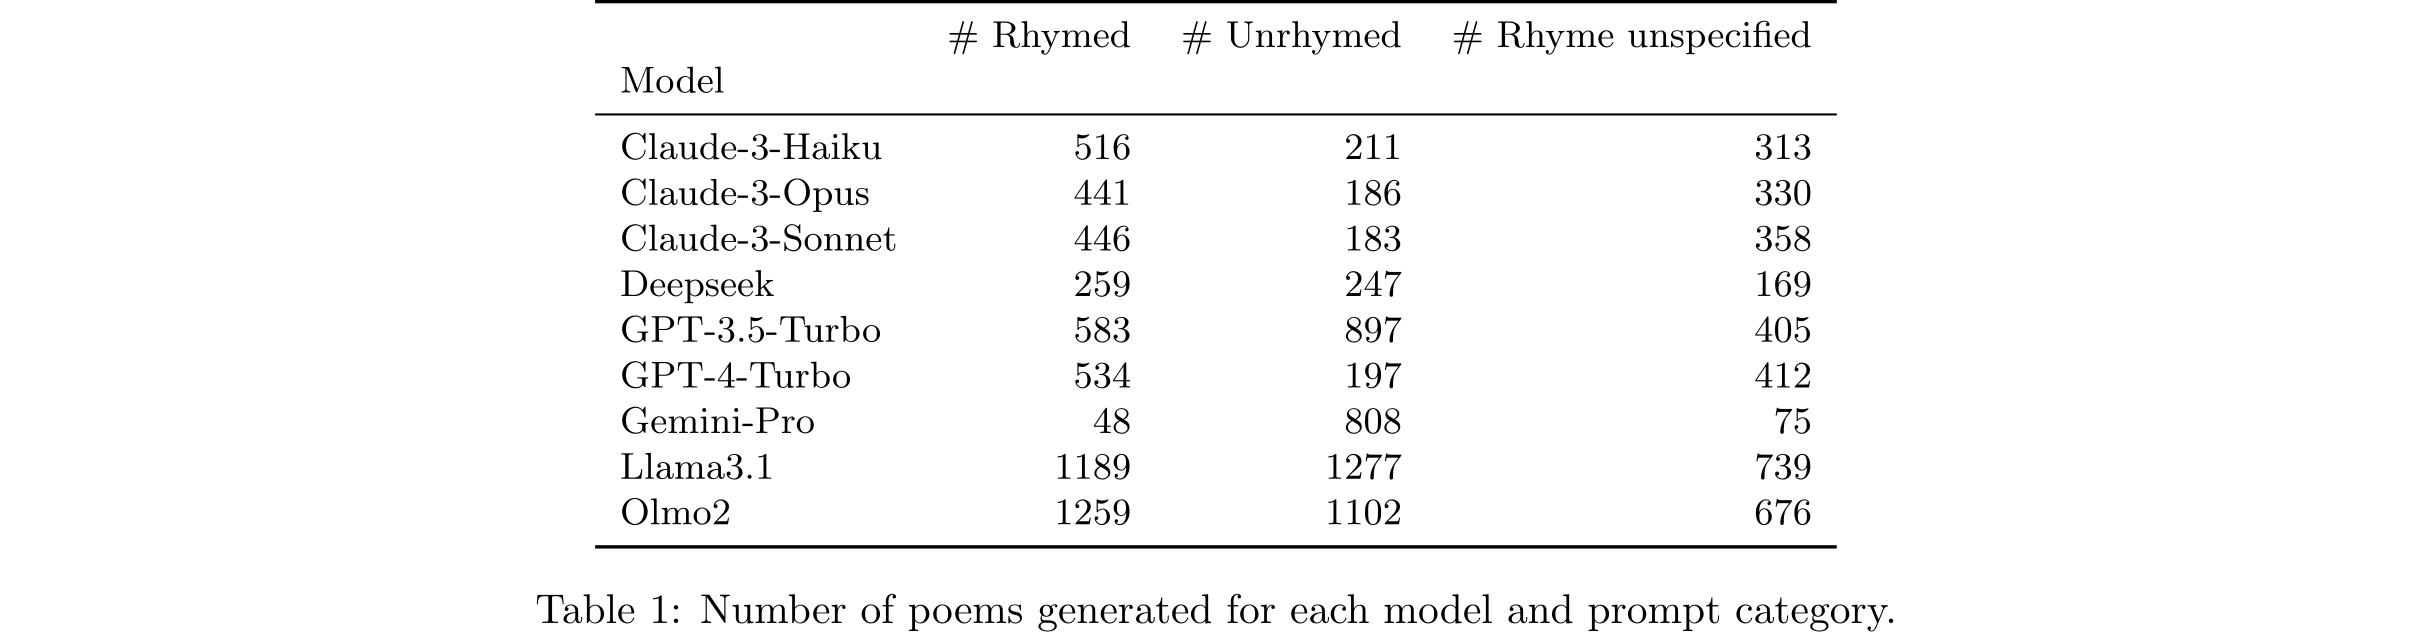 # Rhymed # Unrhymed # Rhyme unspecified
Model
Claude-3-Haiku 516 211 313
Claude-3-Opus 441 186 330
Claude-3-Sonnet 446 183 358
Deepseek 259 247 169
GPT-3.5-Turbo 583 897 405
GPT-4-Turbo 534 197 412
Gemini-Pro 48 808 75
Llama3.1 1189 1277 739
Olmo2 1259 1102 676
Table 1: Number of poems generated for each model and prompt category.